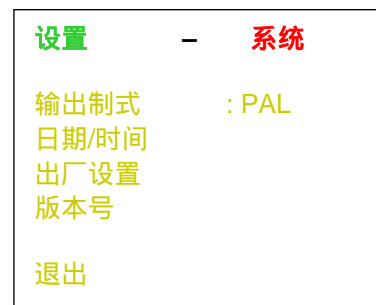 设置 – 系统
输出制式 : PAL
日期/时间
出厂设置
版本号
退出